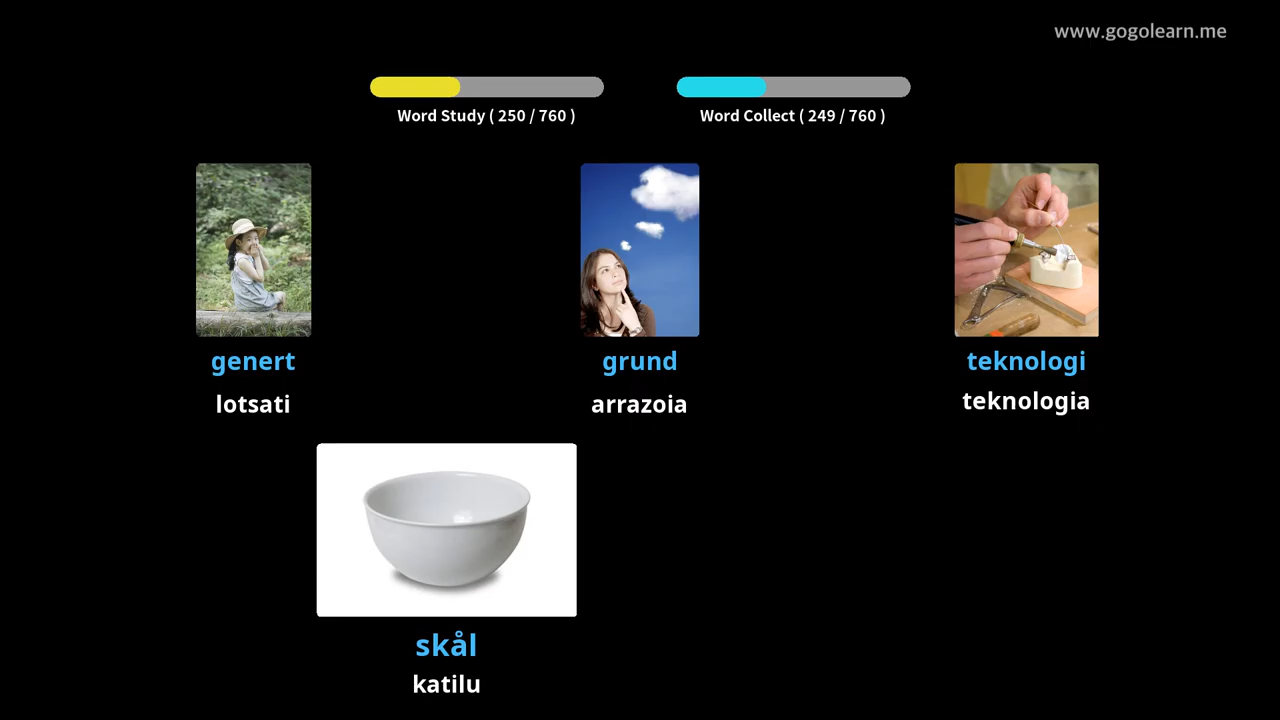 www.gogolearn.me
Word Study ( 250 / 760 )
Word Collect ( 249 / 760 )
genert
grund
teknologi
lotsati
arrazoia
teknologia
skål
katilu